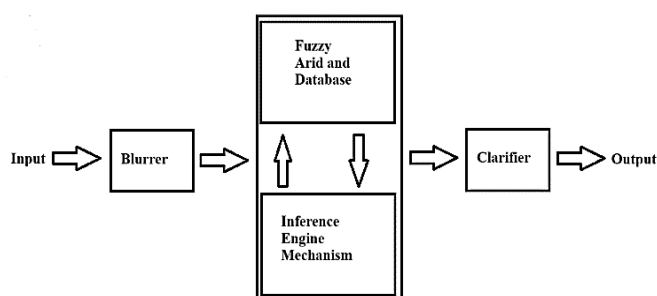 Fuzzy
Arid and
Database
Input
Blurrer
Clarifier
Output
Inference
Engine
Mechanism